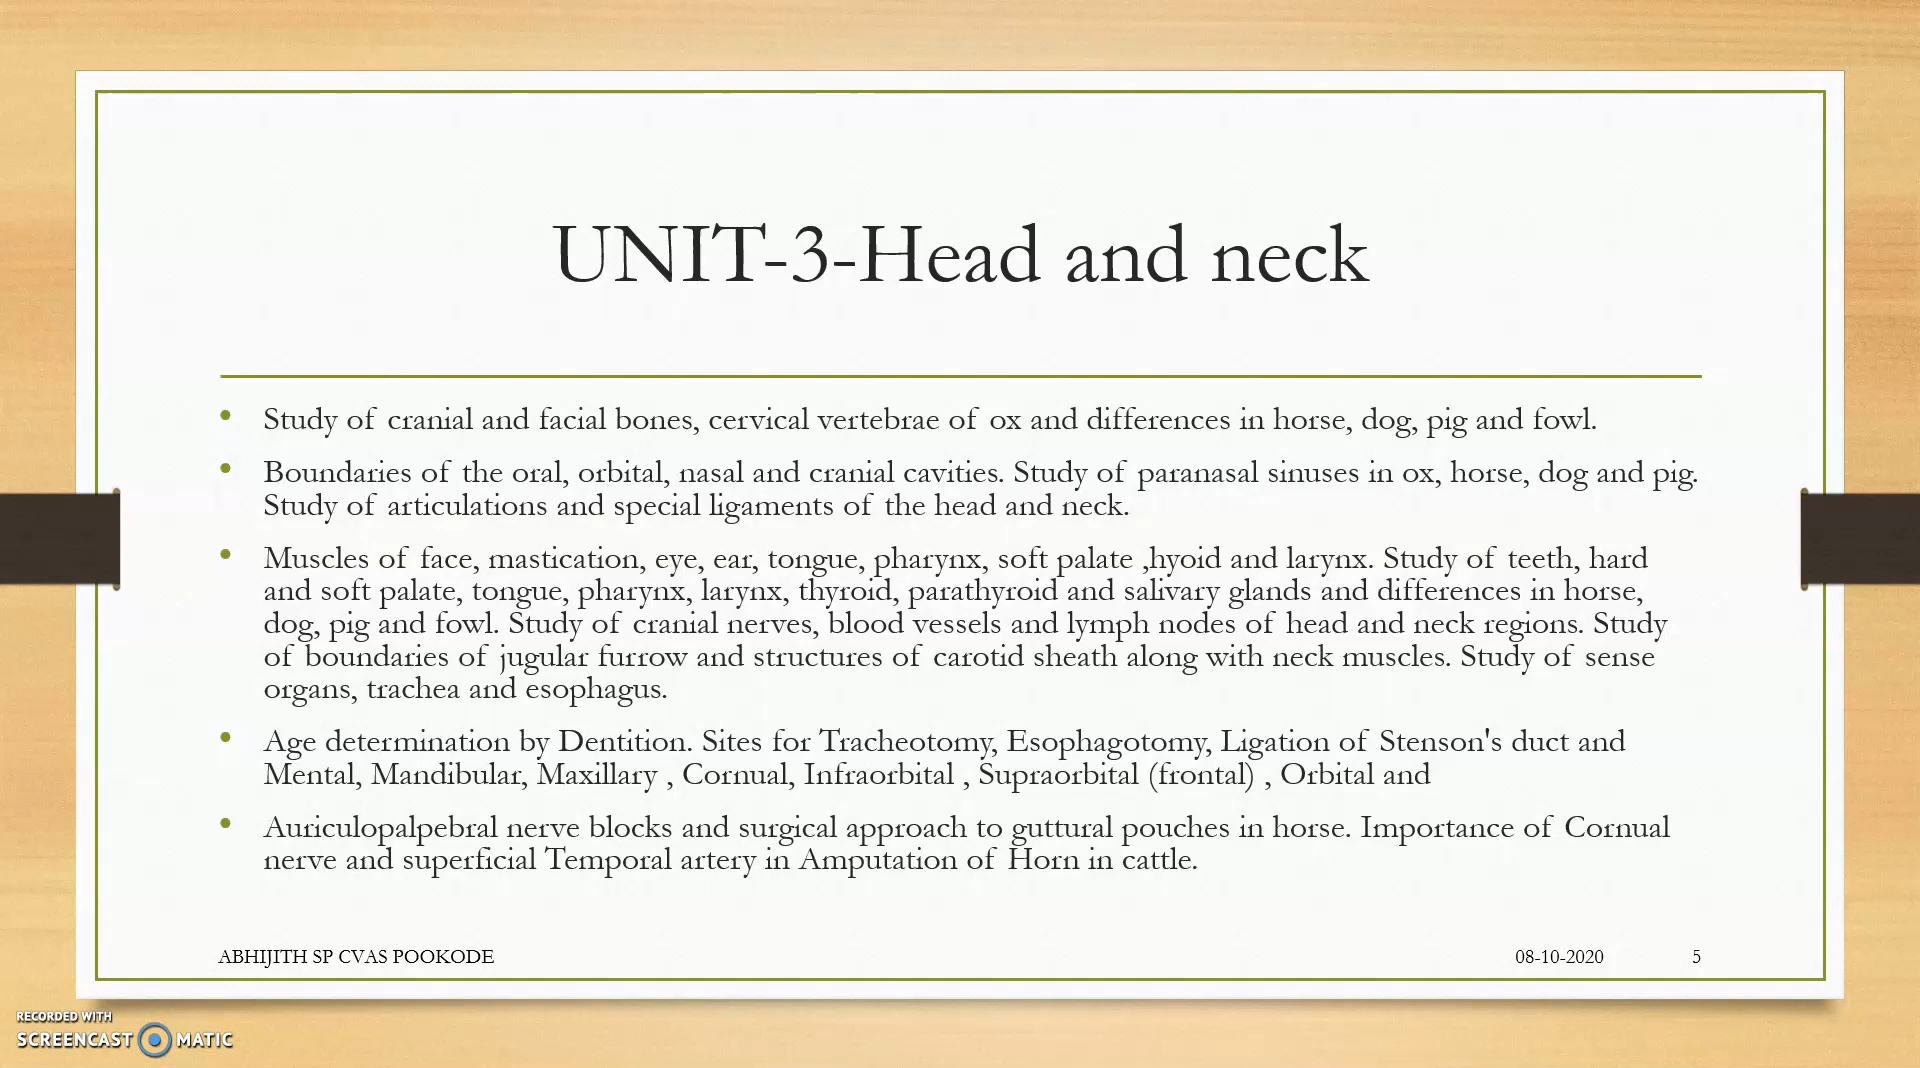 UNIT-3-Head and neck
Study of cranial and facial bones, cervical vertebrae of ox and differences in horse, dog, pig and fowl.
Boundaries of the oral, orbital, nasal and cranial cavities. Study of paranasal sinuses in ox, horse, dog and pig.
Study of articulations and special ligaments of the head and neck.
Muscles of face, mastication, eye, ear, tongue, pharynx, soft palate ,hyoid and larynx. Study of teeth, hard
and soft palate, tongue, pharynx, larynx, thyroid, parathyroid and salivary glands and differences in horse,
dog, pig and fowl. Study of cranial nerves, blood vessels and lymph nodes of head and neck regions. Study
of boundaries of jugular furrow and structures of carotid sheath along with neck muscles. Study of sense
organs, trachea and esophagus.
Age determination by Dentition. Sites for Tracheotomy, Esophagotomy, Ligation of Stenson's duct and
Mental, Mandibular, Maxillary , Cornual, Infraorbital , Supraorbital (frontal) , Orbital and
Auriculopalpebral nerve blocks and surgical approach to guttural pouches in horse. Importance of Cornual
nerve and superficial Temporal artery in Amputation of Horn in cattle.
ABHIJITH SP CVAS POOKODE 08-10-2020 5
RECORDED WITH
SCREENCAST MATIC